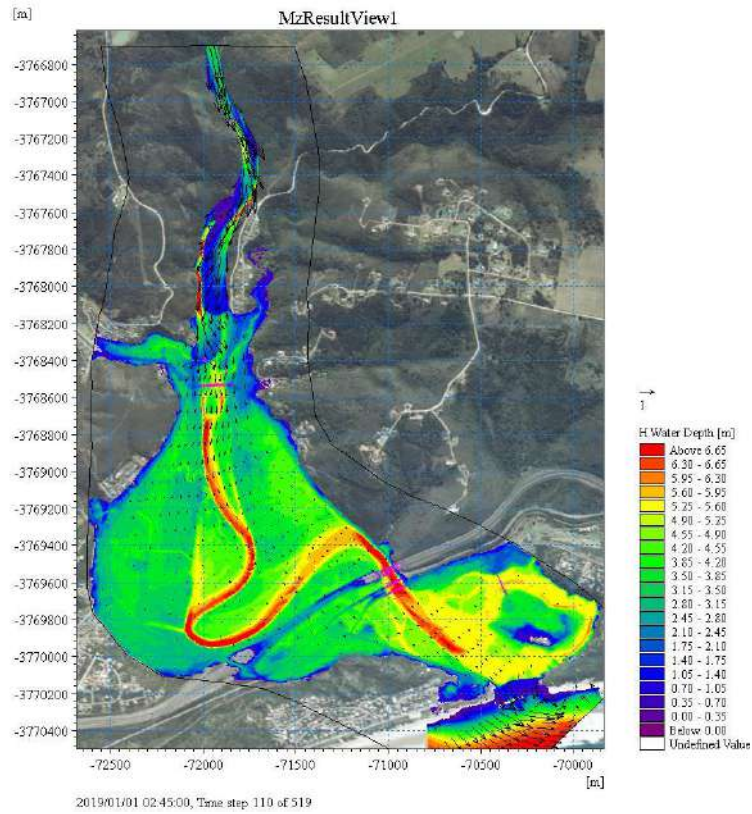 [m]
MzResultView1
-3766800
-3767000
-3767200
-3767400
-3767600
-3767800
-3768000
-3768200
-3768400
-3768600
-3768800
-3769000
-3769200
-3769400
-3769600
-3769800
-3770000
-3770200
-3770400
1
H Water Depth [m]
Above 6.65
6.30 - 6.65
5.95 - 6.30
5.60 - 5.95
5.25 - 5.60
4.90 - 5.25
4.55 - 4.90
4.20 - 4.55
3.85 - 4.20
3.50 - 3.85
3.15 - 3.50
2.80 - 3.15
2.45 - 2.80
2.10 - 2.45
1.75 - 2.10
1.40 - 1.75
1.05 - 1.40
0.70 - 1.05
0.35 - 0.70
0.00 - 0.35
Below 0.00
Undefined Value
-72500 -72000 -71500 -71000 -70500 -70000
[m]
2019/01/01 02:45:00, Time step 110 of 519